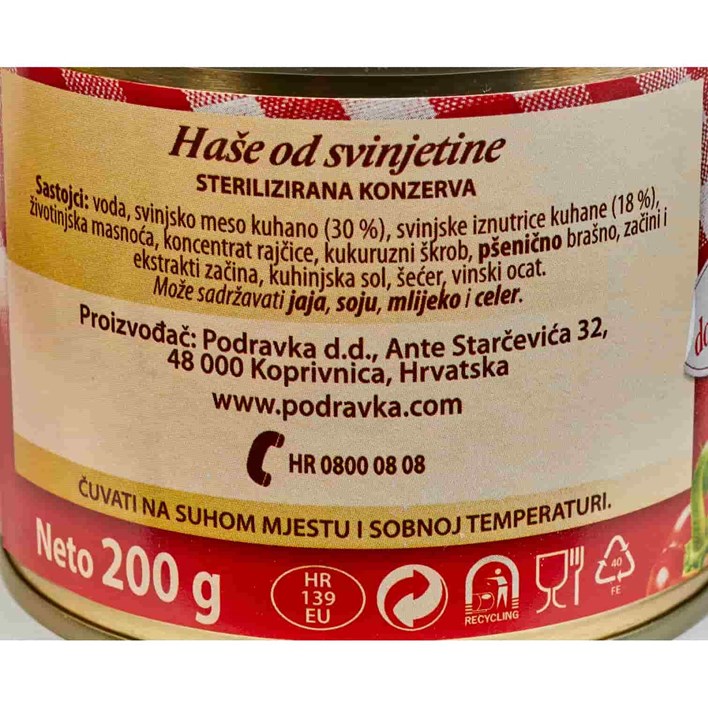 Haše od svinjetine
STERILIZIRANA KONZERVA
Sastojci: voda, svinjsko meso kuhano (30 %), svinjske iznutrice kuhane (18 %),
životinjska masnoća, koncentrat rajčice, kukuruzni škrob, pšenično brašno, začini i
ekstrakti začina, kuhinjska sol, šećer, vinski ocat.
Može sadržavati jaja, soju, mlijeko i celer.
Proizvođač: Podravka d.d., Ante Starčevića 32,
48 000 Koprivnica, Hrvatska
www.podravka.com
HR 0800 08 08
ČUVATI NA SUHOM MJESTU I SOBNOJ TEMPERATURI.
Neto 200 g
HR
139
EU
RECYCLING
40
FE